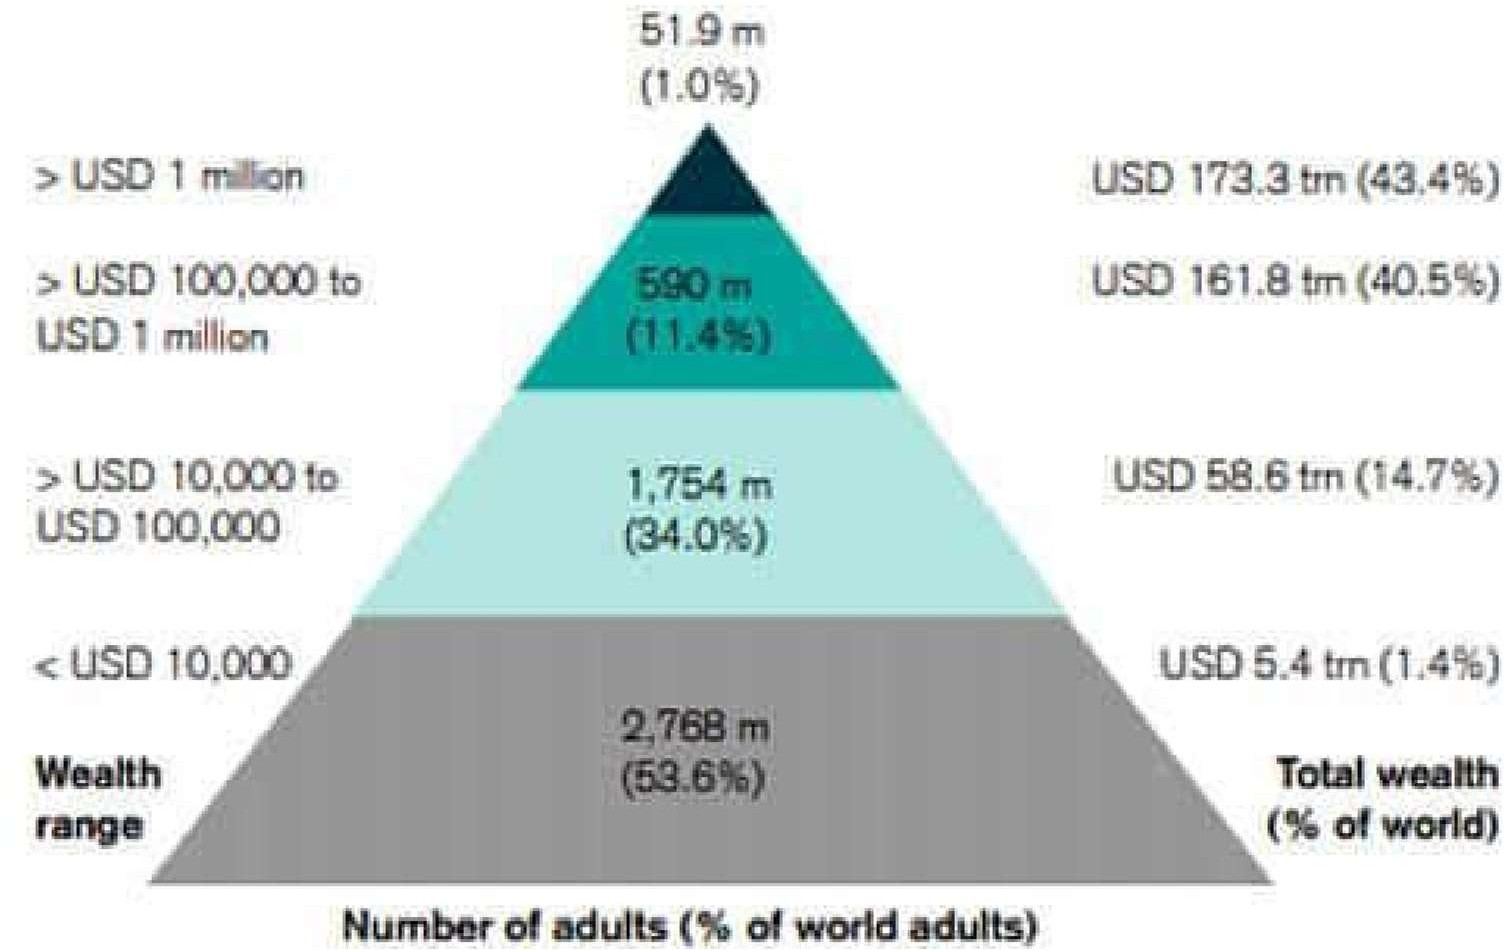 51.9 m
(1.0%)
> USD 1 million
USD 173.3 trn (43.4%)
> USD 100,000 to
USD 1 million
590 m
(11.4%)
USD 161.8 trn (40.5%)
> USD 10,000 to
USD 100,000
1,754 m
(34.0%)
USD 58.6 trn (14.7%)
< USD 10,000
2,768 m
(53.6%)
USD 5.4 trn (1.4%)
Wealth
range
Total wealth
(% of world)
Number of adults (% of world adults)